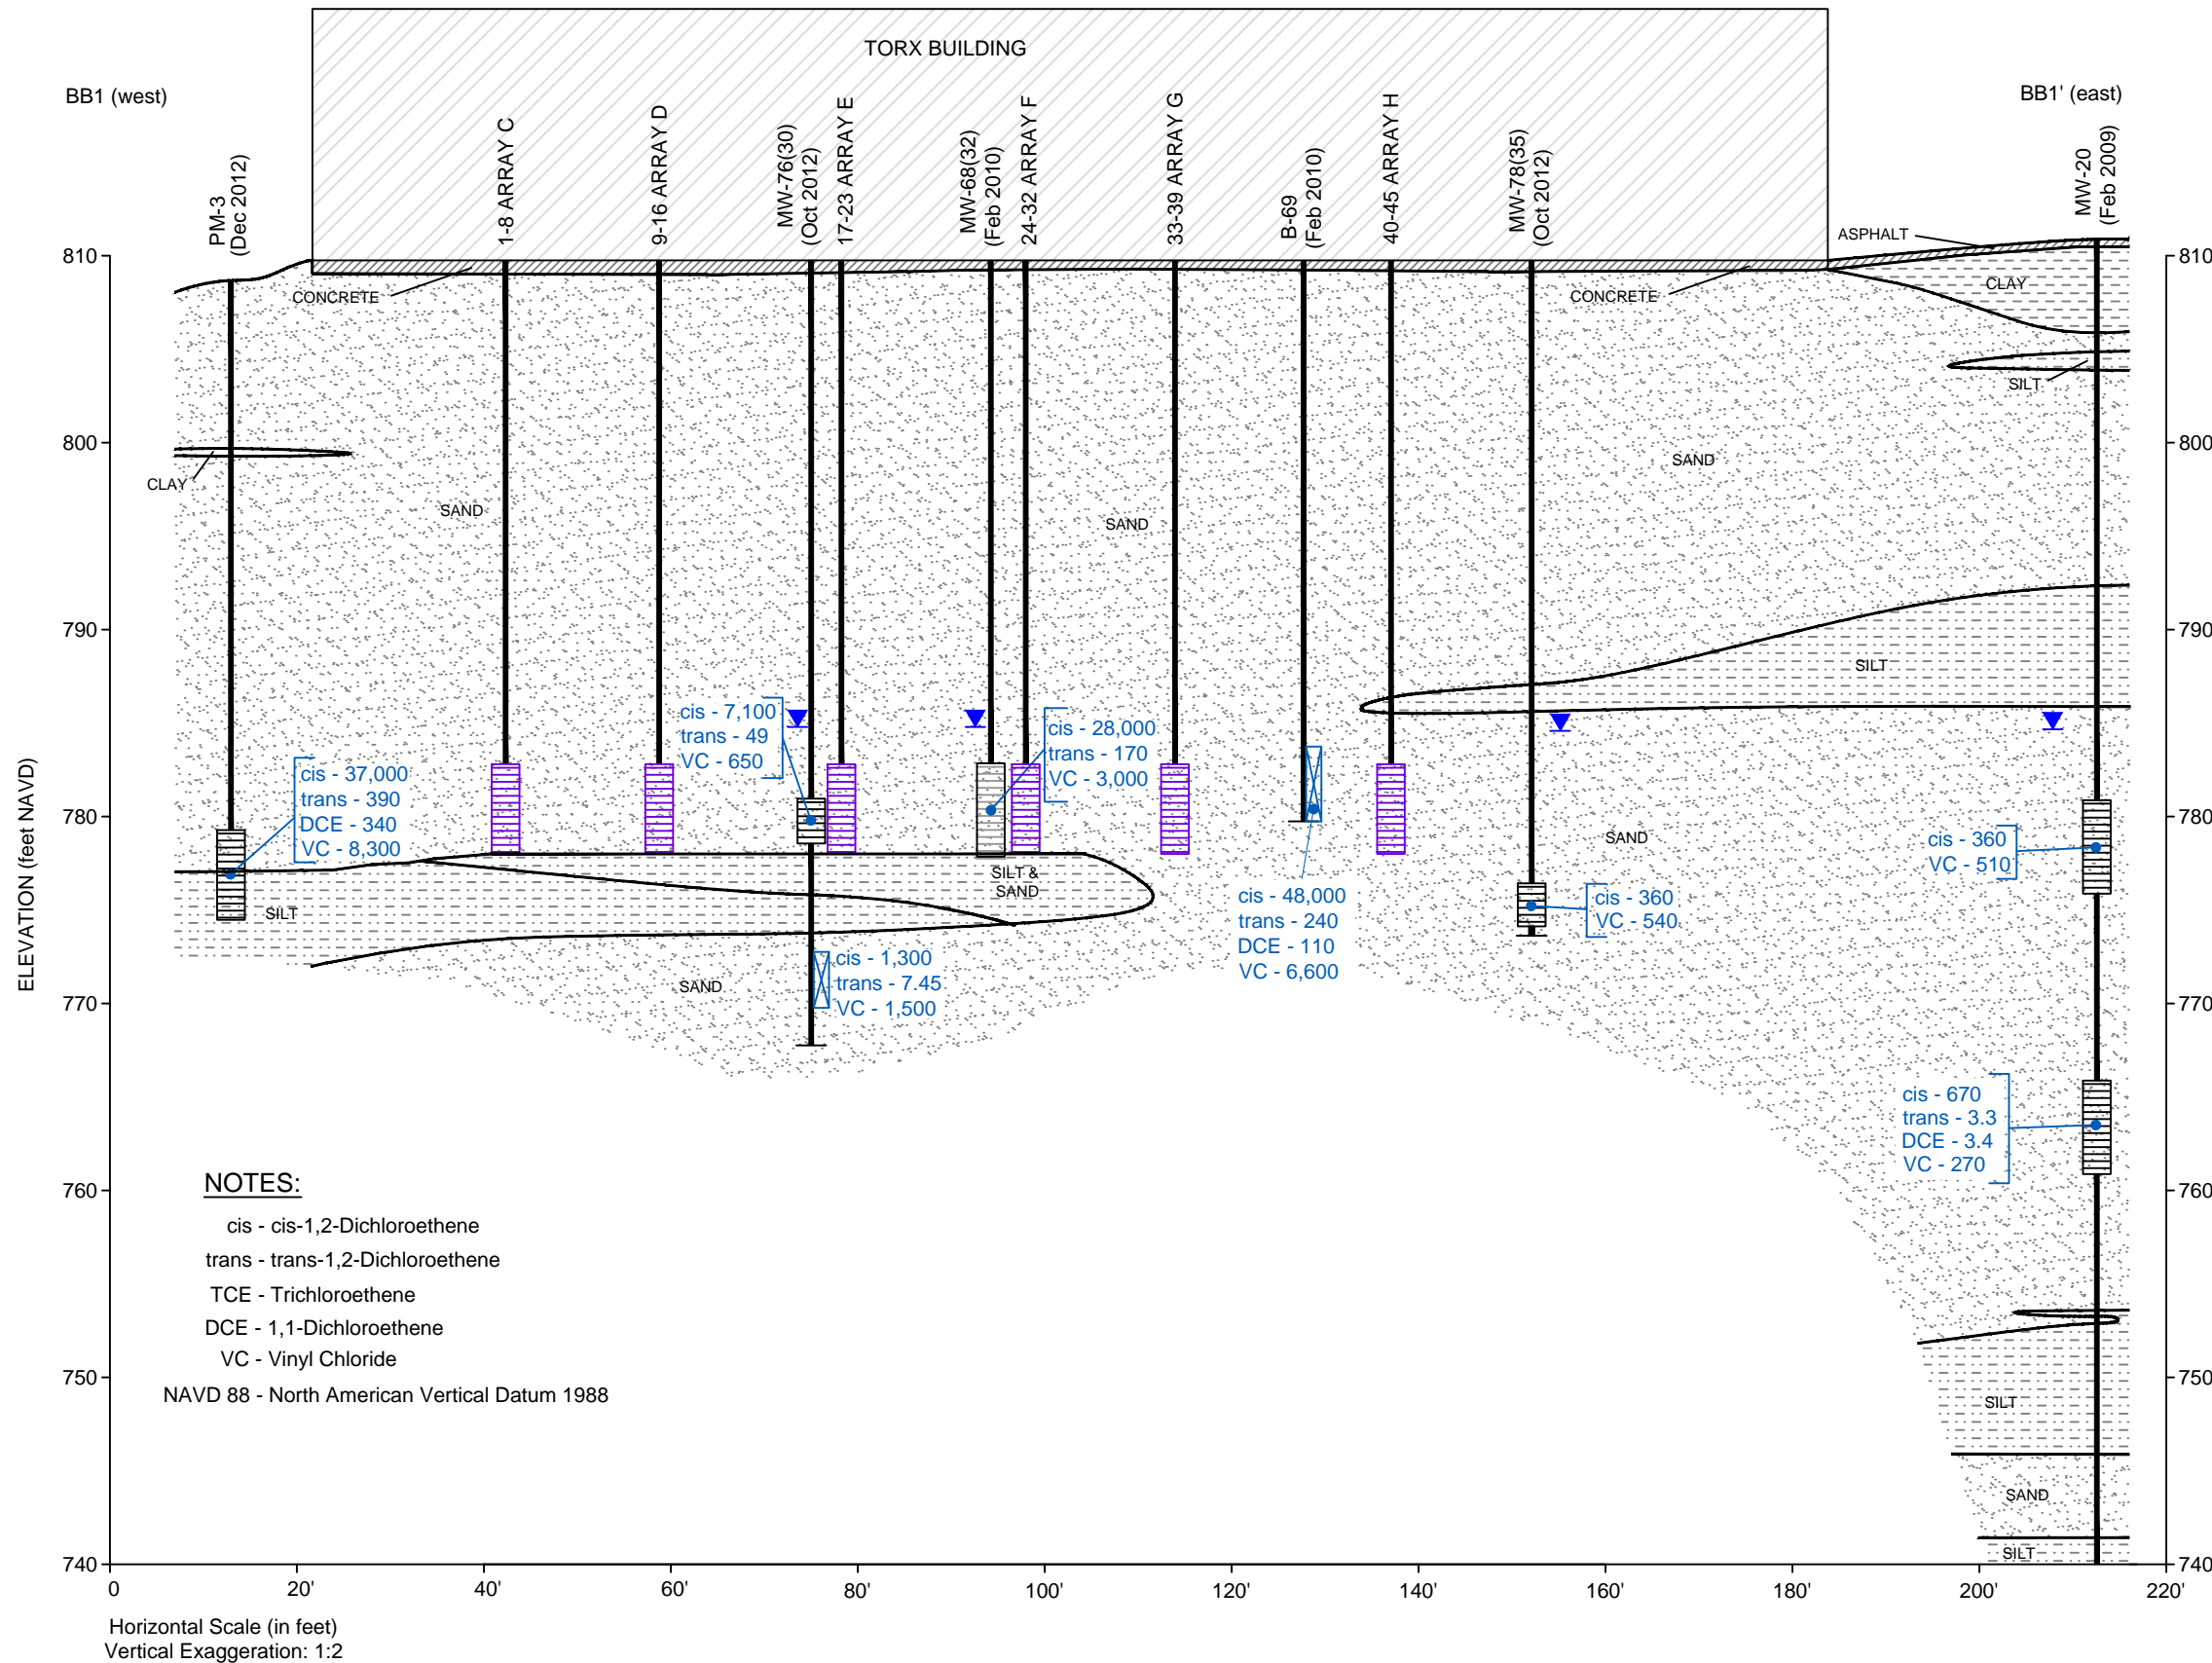 TORX BUILDING
BB1 (west)
BB1' (east)
PM-3
(Dec 2012)
1-8 ARRAY C
9-16 ARRAY D
MW-76(30)
(Oct 2012)
17-23 ARRAY E
MW-68(32)
(Feb 2010)
24-32 ARRAY F
33-39 ARRAY G
B-69
(Feb 2010)
40-45 ARRAY H
MW-78(35)
(Oct 2012)
MW-20
(Feb 2009)
ASPHALT
810
810
CONCRETE
CONCRETE
CLAY
SILT
800
800
CLAY
SAND
SAND
SAND
790
790
SILT
cis - 7,100
trans - 49
VC - 650
cis - 28,000
trans - 170
VC - 3,000
cis - 37,000
trans - 390
DCE - 340
VC - 8,300
ELEVATION (feet NAVD)
780
780
SAND
cis - 360
VC - 510
SILT &
SAND
SILT
cis - 48,000
trans - 240
DCE - 110
VC - 6,600
cis - 360
VC - 540
cis - 1,300
trans - 7.45
VC - 1,500
SAND
770
770
cis - 670
trans - 3.3
DCE - 3.4
VC - 270
760
760
NOTES:
cis - cis-1,2-Dichloroethene
trans - trans-1,2-Dichloroethene
TCE - Trichloroethene
DCE - 1,1-Dichloroethene
VC - Vinyl Chloride
NAVD 88 - North American Vertical Datum 1988
750
750
SILT
SAND
SILT
740
740
0
20'
40'
60'
80'
100'
120'
140'
160'
180'
200'
220'
Horizontal Scale (in feet)
Vertical Exaggeration: 1:2